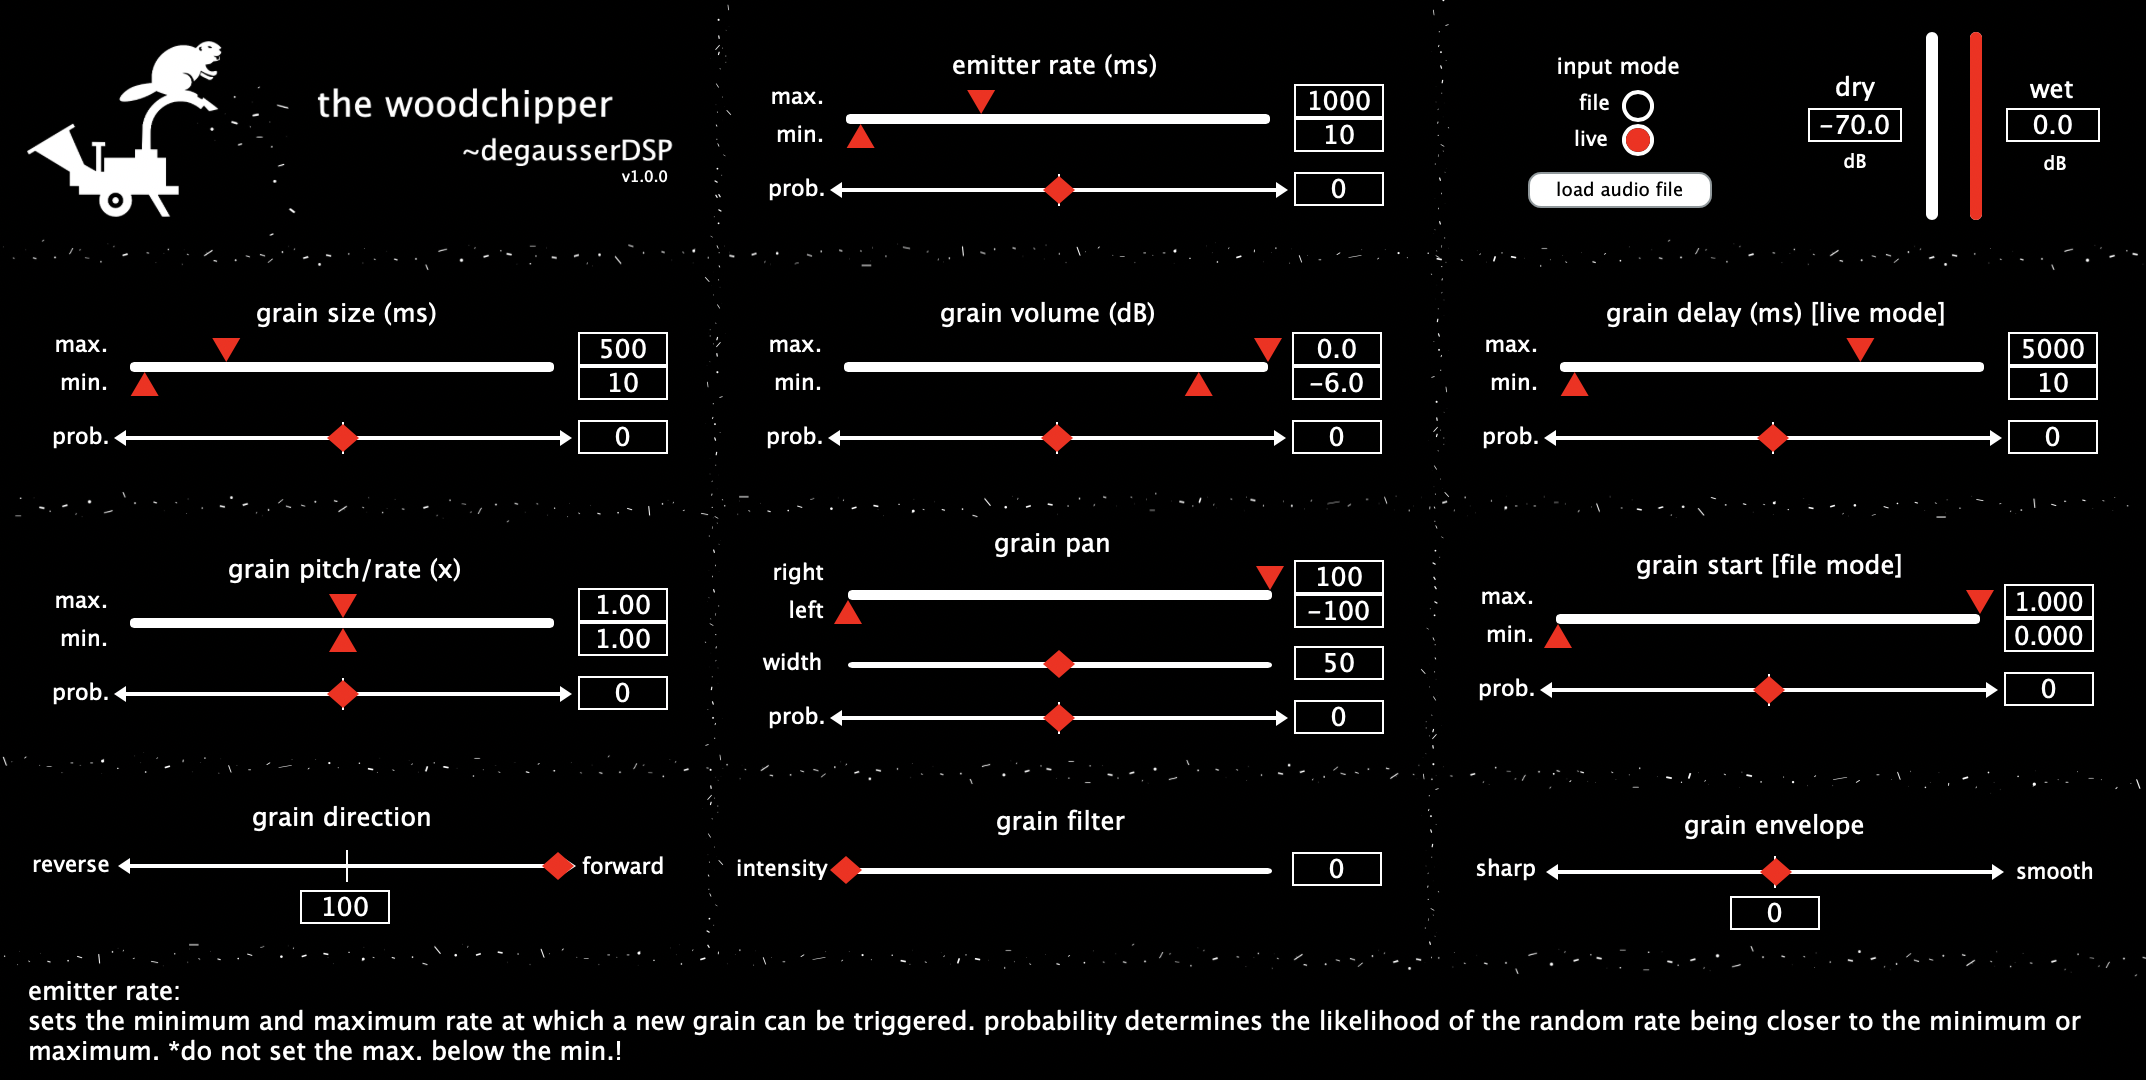 the woodchipper
~degausserDSP
v1.0.0
emitter rate (ms)
max.
1000
min.
10
prob.
0
input mode
file
live
load audio file
dry
-70.0
dB
wet
0.0
dB
grain size (ms)
max.
500
min.
10
prob.
0
grain volume (dB)
max.
0.0
min.
-6.0
prob.
0
grain delay (ms) [live mode]
max.
5000
min.
10
prob.
0
grain pitch/rate (x)
max.
1.00
min.
1.00
prob.
0
grain pan
right
100
left
-100
width
50
prob.
0
grain start [file mode]
max.
1.000
min.
0.000
prob.
0
grain direction
reverse
forward
100
grain filter
intensity
0
grain envelope
sharp
smooth
0
emitter rate:
sets the minimum and maximum rate at which a new grain can be triggered. probability determines the likelihood of the random rate being closer to the minimum or
maximum. *do not set the max. below the min.!